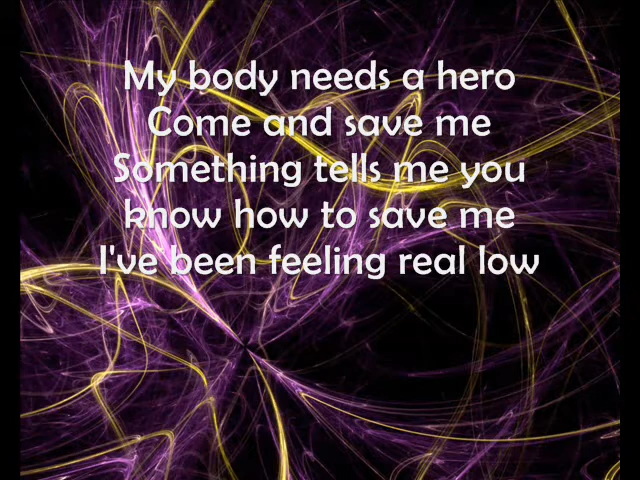 My body needs a hero
Come and save me
Something tells me you
know how to save me
I've been feeling real low